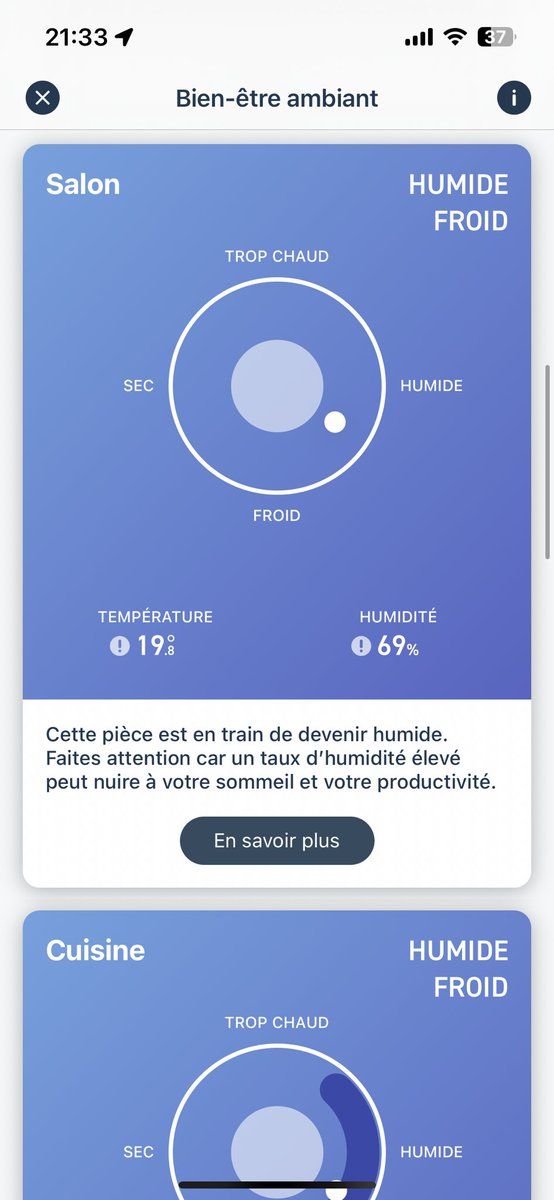 21:33
37
Bien-être ambiant
i
Salon
HUMIDE
FROID
TROP CHAUD
SEC
HUMIDE
FROID
TEMPÉRATURE
HUMIDITÉ
! 19.8°
! 69%
Cette pièce est en train de devenir humide.
Faites attention car un taux d’humidité élevé
peut nuire à votre sommeil et votre productivité.
En savoir plus
Cuisine
HUMIDE
FROID
TROP CHAUD
SEC
HUMIDE